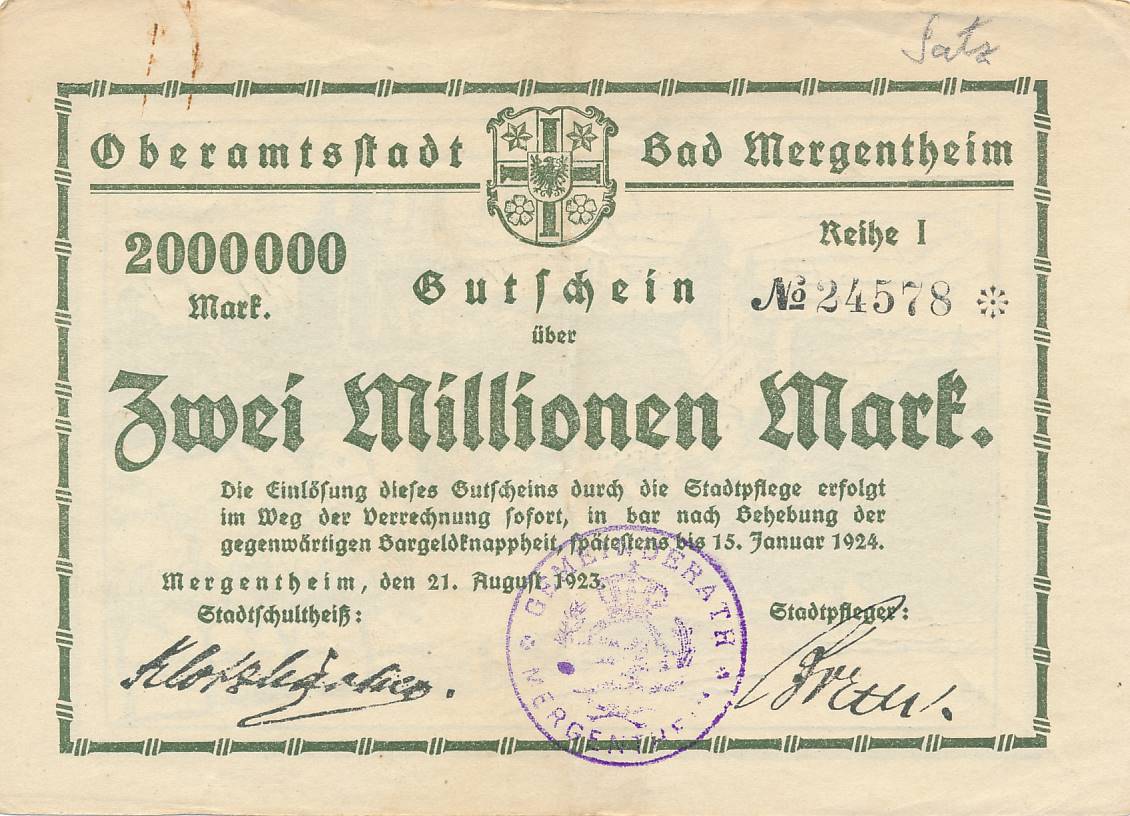 Satz
Oberamtsstadt Bad Mergentheim
2000000
Mark.
Reihe I
Gutschein
№ 24578
über
Zwei Millionen Mark.
Die Einlösung dieses Gutscheins durch die Stadtpflege erfolgt
im Weg der Verrechnung sofort, in bar nach Behebung der
gegenwärtigen Bargeldknappheit, spätestens bis 15. Januar 1924.
Mergentheim, den 21. August 1923.
Stadtschultheiß: Stadtpfleger:
GEMEINDERATH
MERGENTHEIM